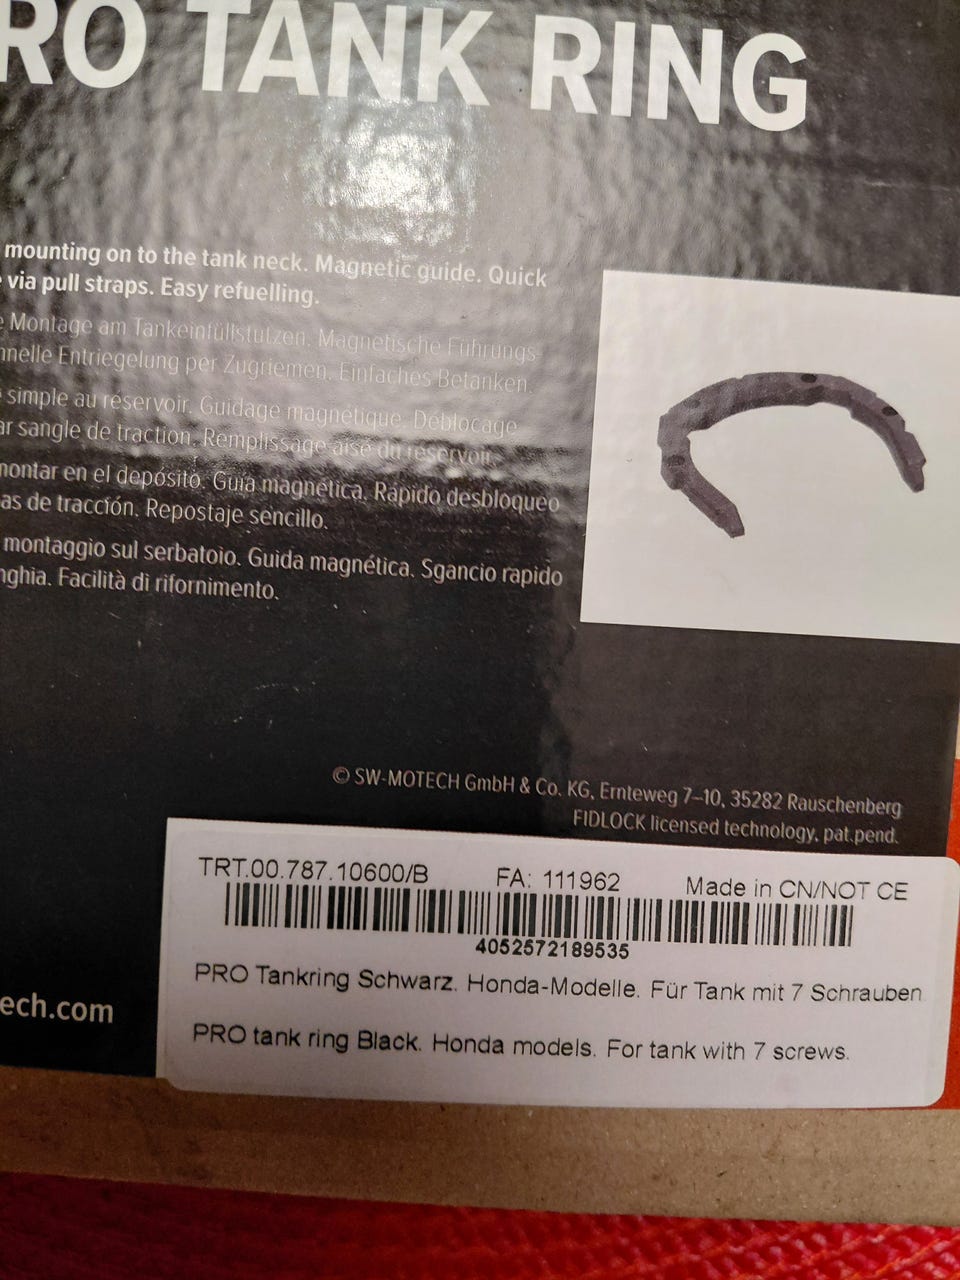 RO TANK RING
mounting on to the tank neck. Magnetic guide. Quick
via pull straps. Easy refuelling.
Montage am Tankeinfüllstutzen. Magnetische Führungs
nnelle Entriegelung per Zugriemen. Einfaches Betanken.
simple au réservoir. Guidage magnétique. Déblocage
ar sangle de traction. Remplissage aisé du réservoir.
montar en el depósito. Guía magnética. Rápido desbloqueo
as de tracción. Repostaje sencillo.
montaggio sul serbatoio. Guida magnética. Sgancio rapido
nghia. Facilità di rifornimento.
© SW-MOTECH GmbH & Co. KG, Ernteweg 7–10, 35282 Rauschenberg
FIDLOCK licensed technology, pat.pend.
TRT.00.787.10600/B FA: 111962 Made in CN/NOT CE
4052572189535
PRO Tankring Schwarz. Honda-Modelle. Für Tank mit 7 Schrauben
ech.com
PRO tank ring Black. Honda models. For tank with 7 screws.